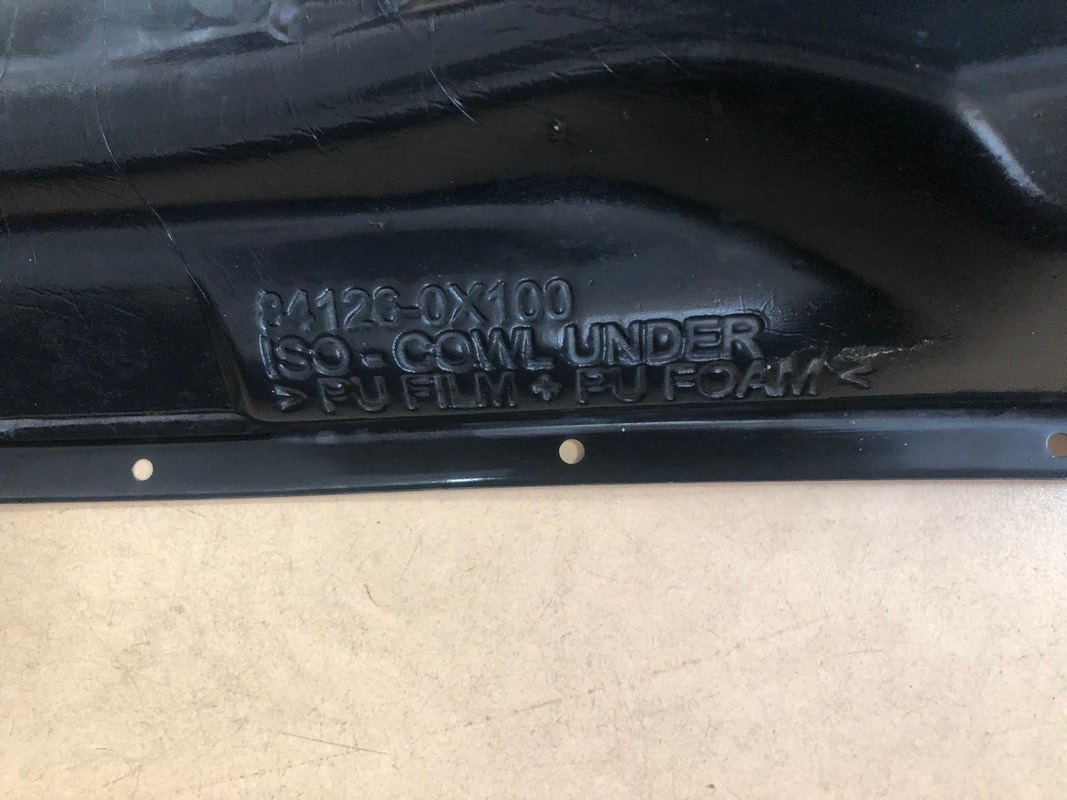 84126-0X100
ISO - COWL UNDER
> PU FILM + PU FOAM <